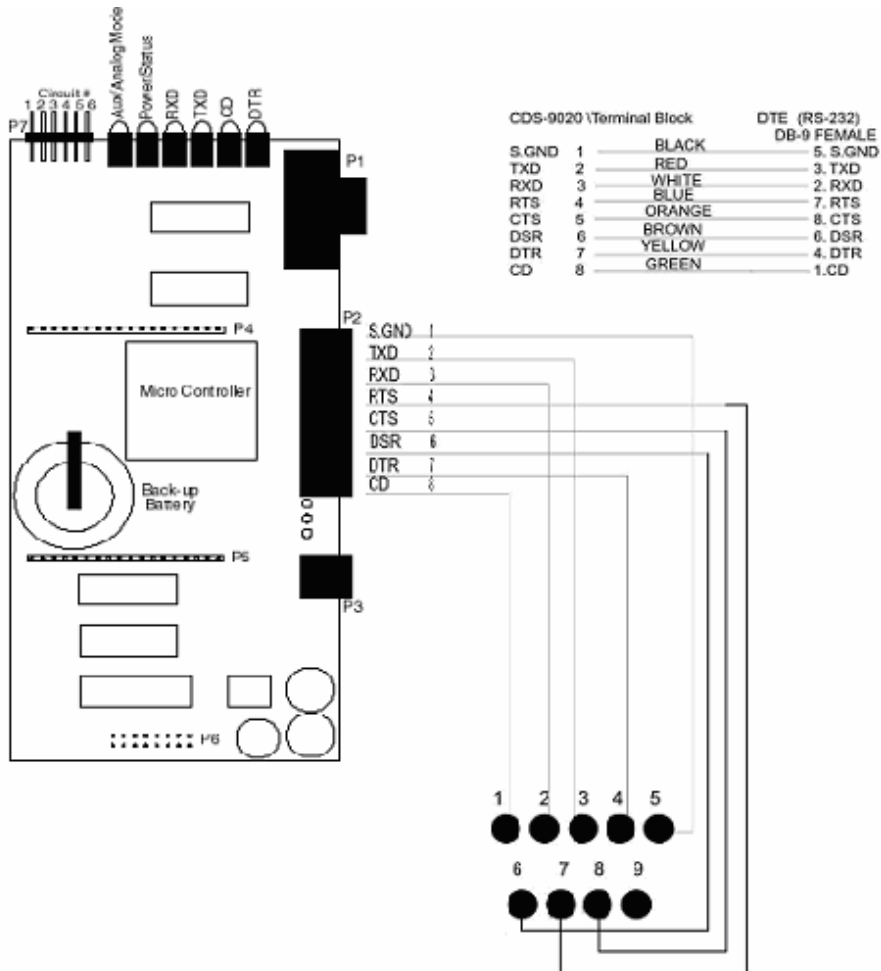 Circuit #
1 2 3 4 5 6
P7
Aux/AnalogMode
PowerStatus
RXD
TXD
CD
DTR
P1
CDS-9020 \Terminal Block DTE (RS-232)
DB-9 FEMALE
S.GND 1 BLACK 5. S.GND
TXD 2 RED 3. TXD
RXD 3 WHITE 2. RXD
RTS 4 BLUE 7. RTS
CTS 5 ORANGE 8. CTS
DSR 6 BROWN 6. DSR
DTR 7 YELLOW 4. DTR
CD 8 GREEN 1.CD
P2
P4
S.GND 1
TXD 2
RXD 3
RTS 4
CTS 5
DSR 6
DTR 7
CD 8
Micro Controller
Back-up
Battery
P5
P3
P6
1 2 3 4 5
6 7 8 9